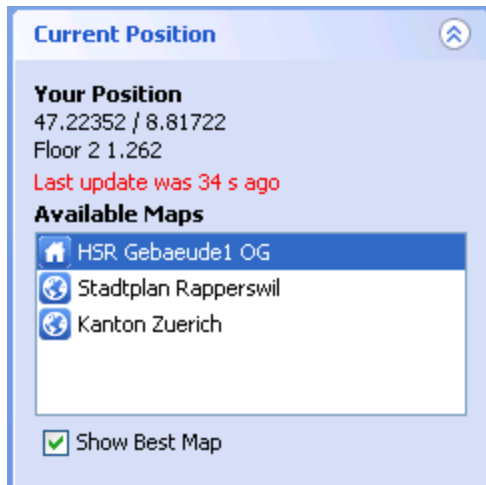 Current Position
Your Position
47.22352 / 8.81722
Floor 2 1.262
Last update was 34 s ago
Available Maps
HSR Gebaeude1 OG
Stadtplan Rapperswil
Kanton Zuerich
Show Best Map